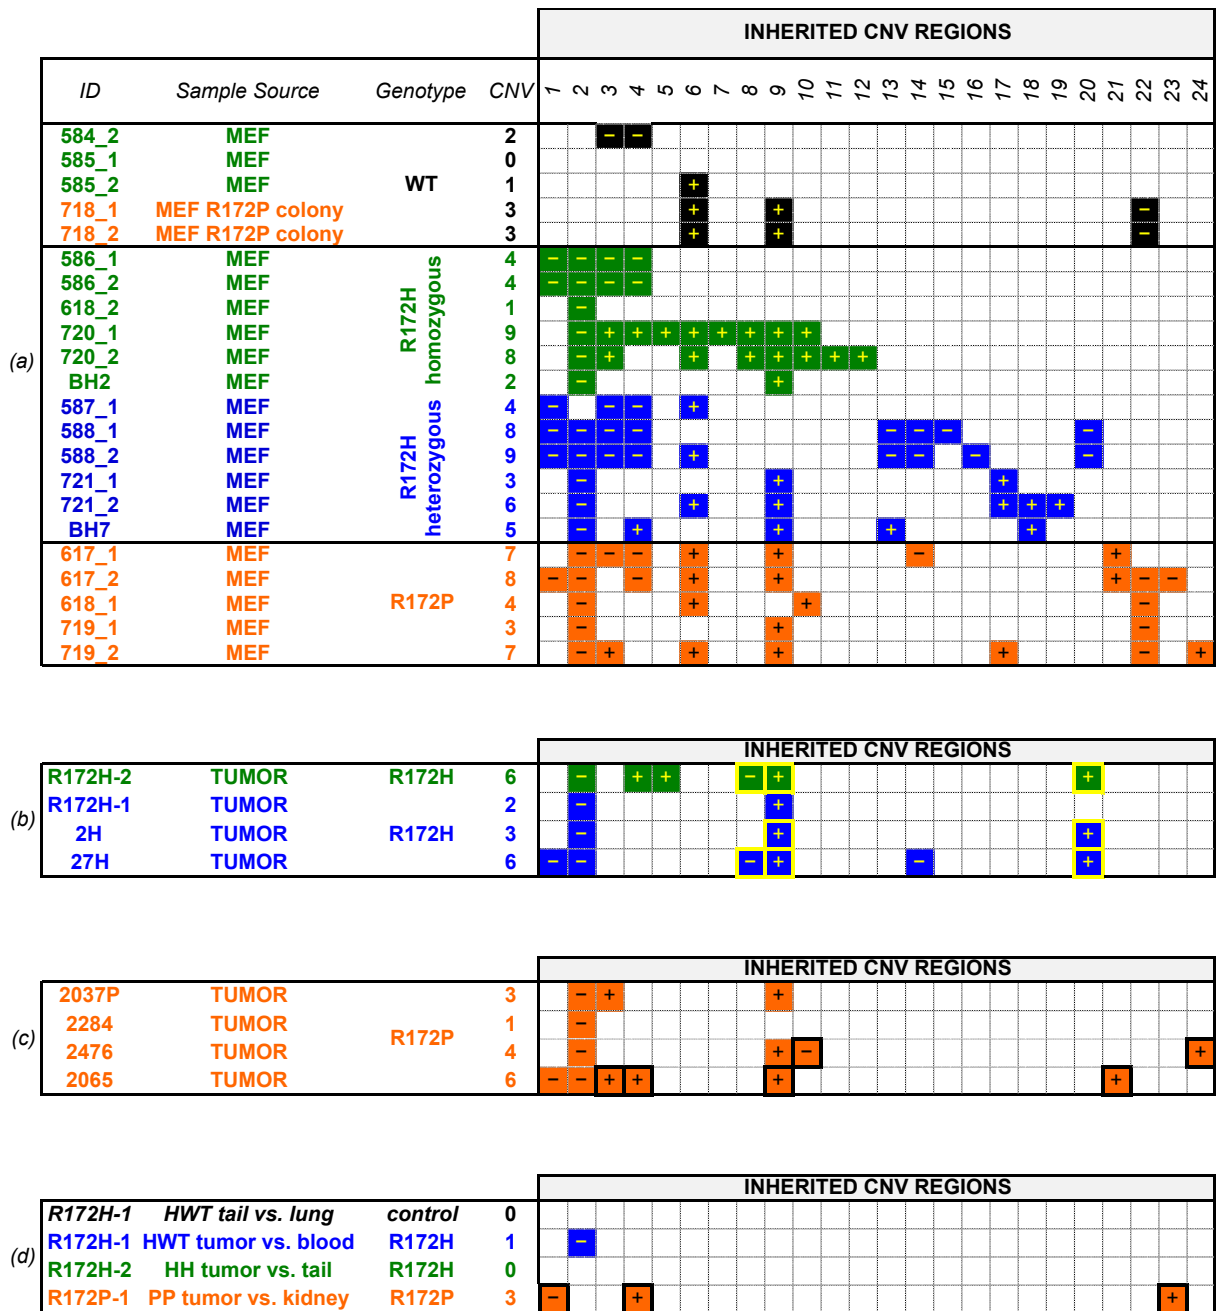 INHERITED CNV REGIONS
ID Sample Source Genotype CNV 1 2 3 4 5 6 7 8 9 10 11 12 13 14 15 16 17 18 19 20 21 22 23 24
584_2 MEF 2 − −
585_1 MEF 0
585_2 MEF WT 1 +
718_1 MEF R172P colony 3 + + −
718_2 MEF R172P colony 3 + + −
(a)
R172H homozygous
586_1 MEF 4 − − − −
586_2 MEF 4 − − − −
618_2 MEF 1 −
720_1 MEF 9 − + + + + + + + +
720_2 MEF 8 − + + + + + + +
BH2 MEF 2 − +
R172H heterozygous
587_1 MEF 4 − − − +
588_1 MEF 8 − − − − − − − −
588_2 MEF 9 − − − − + − − − −
721_1 MEF 3 − + +
721_2 MEF 6 − + + + + +
BH7 MEF 5 − + + + +
617_1 MEF 7 − − − + + − +
617_2 MEF 8 − − − + + + − −
618_1 MEF R172P 4 − + + −
719_1 MEF 3 − + −
719_2 MEF 7 − + + + + − +
INHERITED CNV REGIONS
(b)
R172H-2 TUMOR R172H 6 − + + − + +
R172H-1 TUMOR 2 − +
2H TUMOR R172H 3 − + +
27H TUMOR 6 − − − + − +
INHERITED CNV REGIONS
(c)
2037P TUMOR 3 − + +
2284 TUMOR 1 −
R172P
2476 TUMOR 4 − + − +
2065 TUMOR 6 − − + + + +
INHERITED CNV REGIONS
(d)
R172H-1 HWT tail vs. lung control 0
R172H-1 HWT tumor vs. blood R172H 1 −
R172H-2 HH tumor vs. tail R172H 0
R172P-1 PP tumor vs. kidney R172P 3 − + +